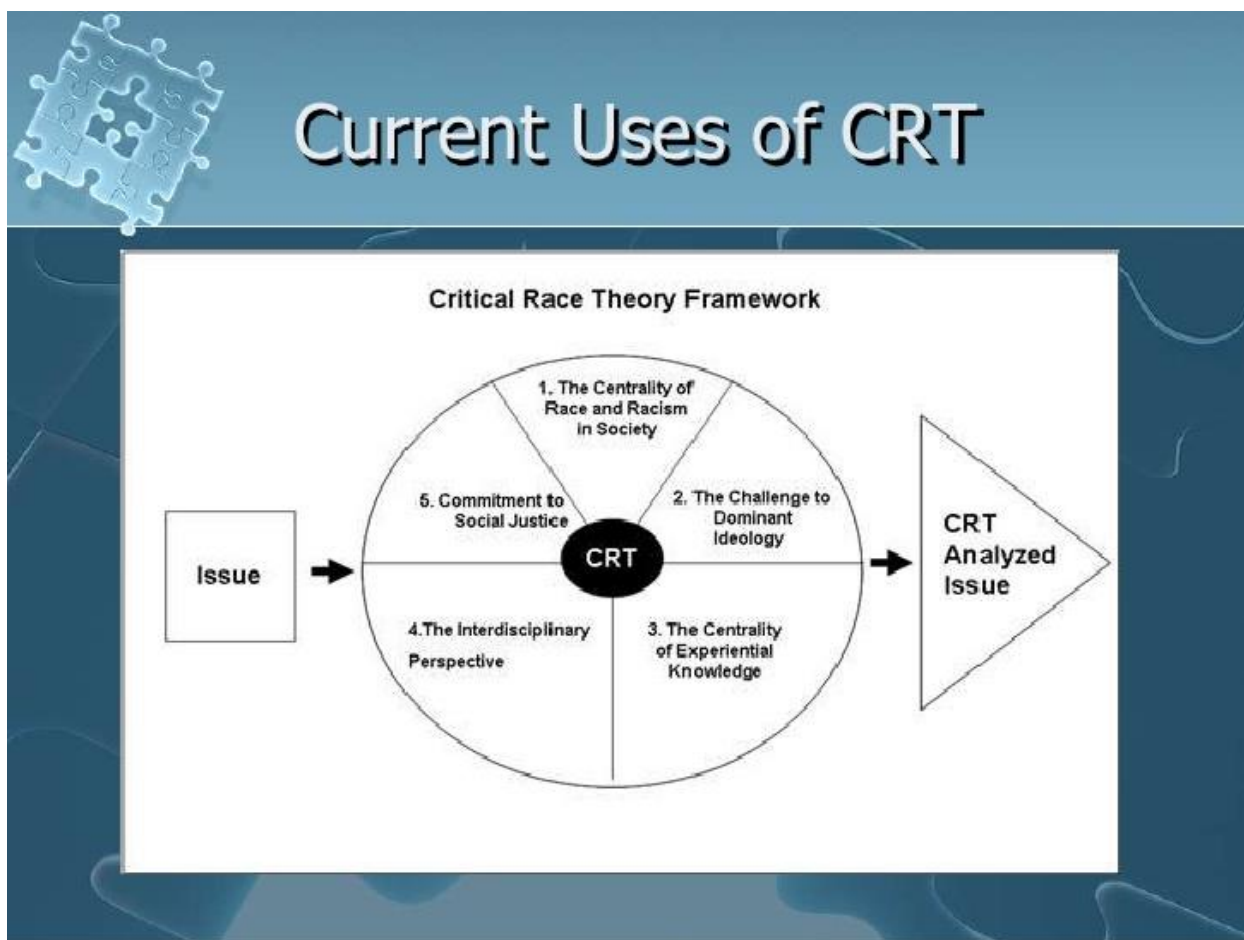 Current Uses of CRT
Critical Race Theory Framework
1. The Centrality of
Race and Racism
in Society
5. Commitment to
Social Justice
2. The Challenge to
Dominant
Ideology
CRT
Issue
CRT
Analyzed
Issue
4.The Interdisciplinary
Perspective
3. The Centrality
of Experiential
Knowledge